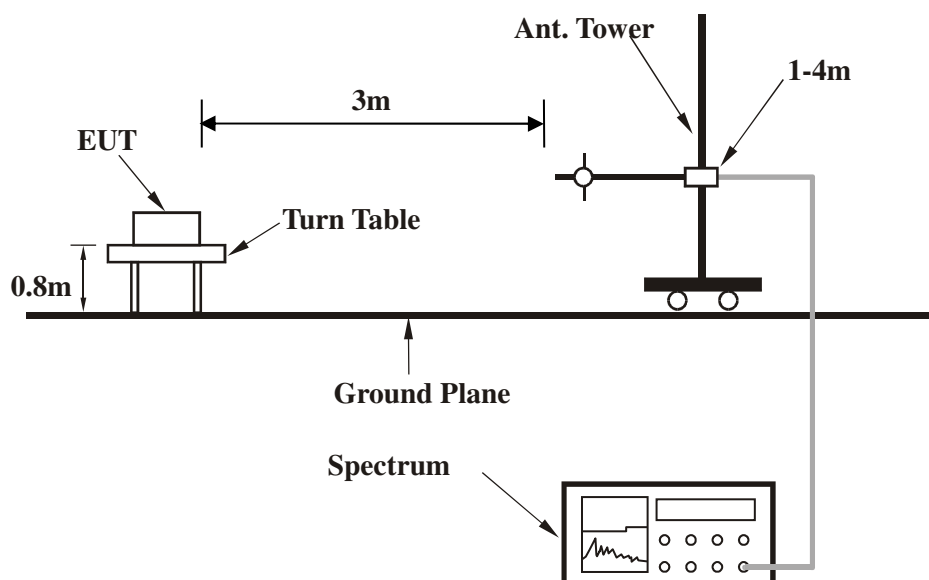 Ant. Tower
1-4m
3m
EUT
Turn Table
0.8m
Ground Plane
Spectrum